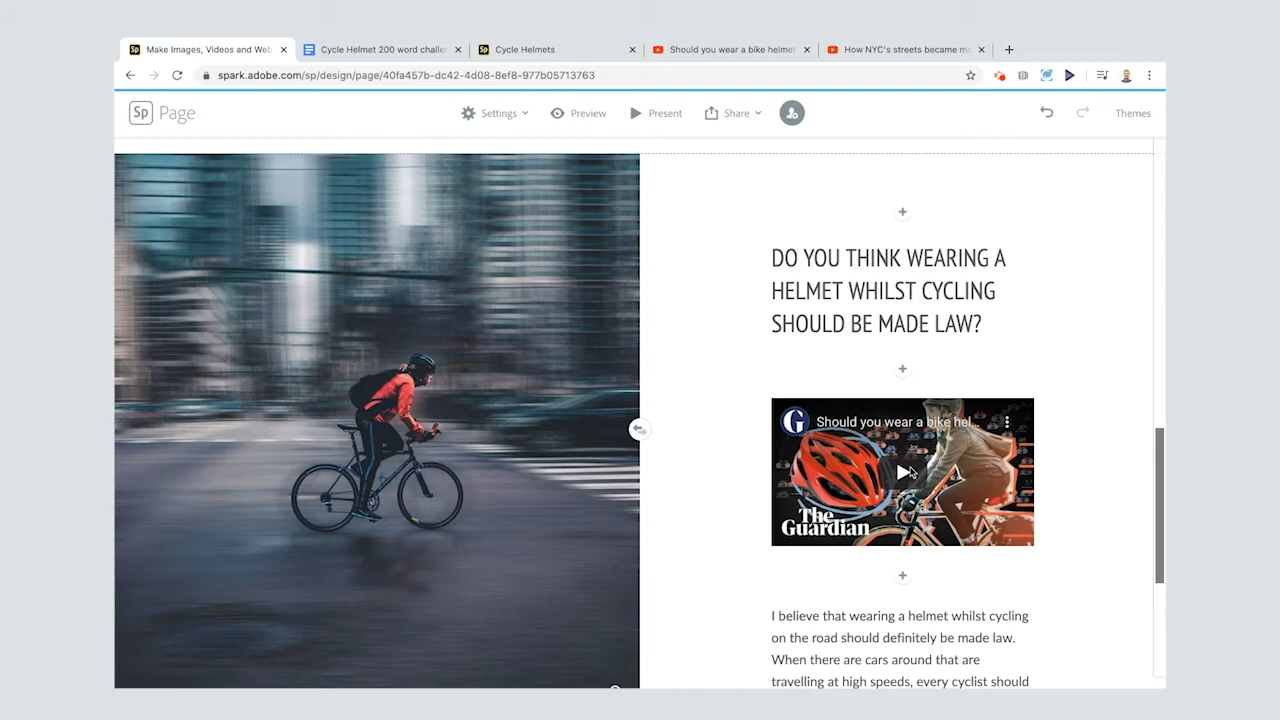 Make Images, Videos and Web
Cycle Helmet 200 word challe
Cycle Helmets
Should you wear a bike helmet
How NYC's streets became mo
spark.adobe.com/sp/design/page/40fa457b-dc42-4d08-8ef8-977b05713763
Sp Page
Settings
Preview
Present
Share
Themes
DO YOU THINK WEARING A
HELMET WHILST CYCLING
SHOULD BE MADE LAW?
G Should you wear a bike hel...
The
Guardian
I believe that wearing a helmet whilst cycling
on the road should definitely be made law.
When there are cars around that are
travelling at high speeds, every cyclist should